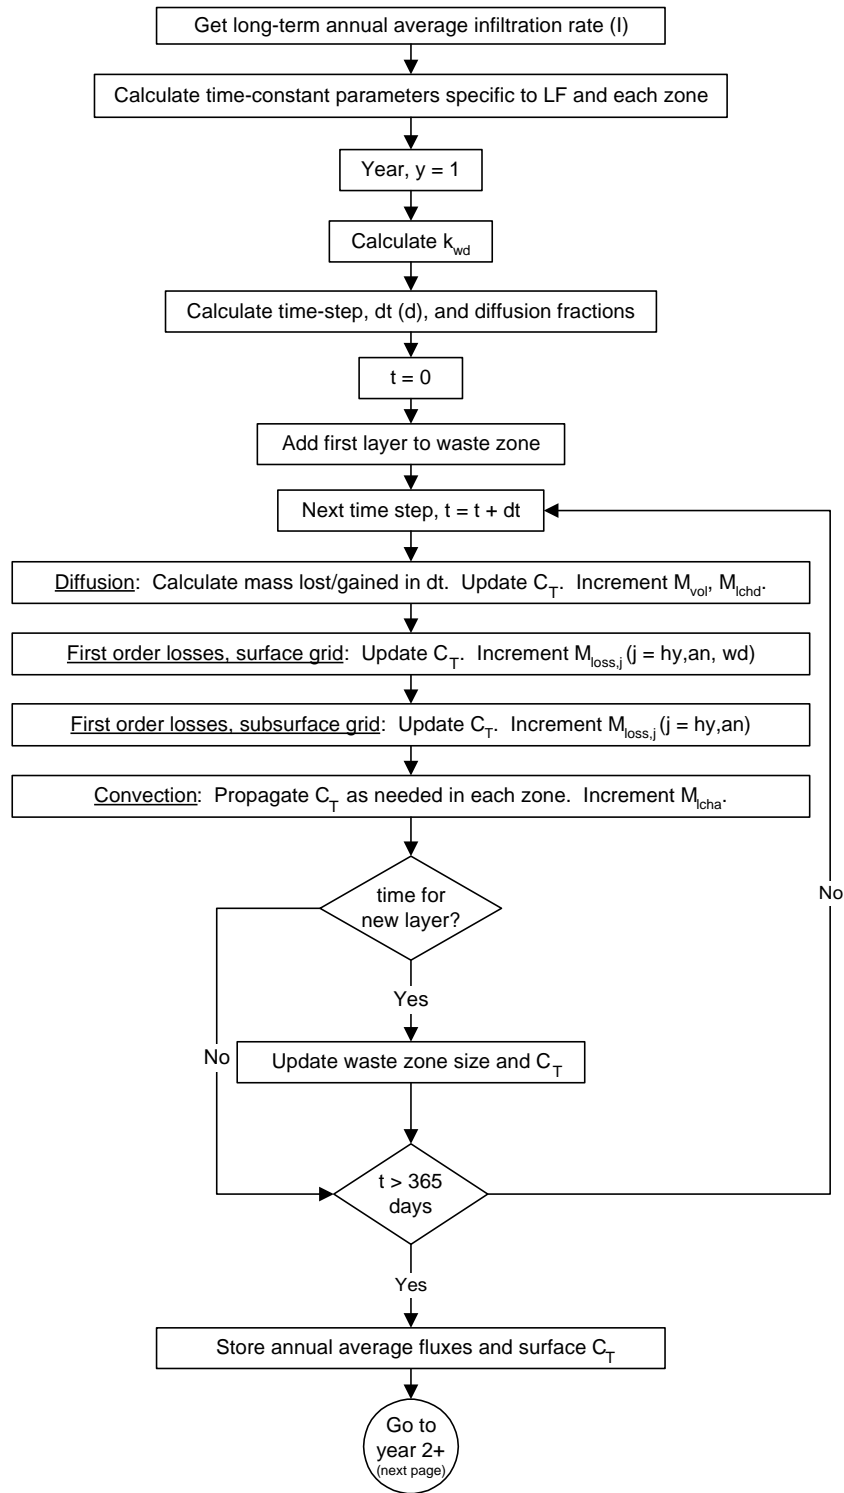 Get long-term annual average infiltration rate (I)
Calculate time-constant parameters specific to LF and each zone
Year, y = 1
Calculate kwd
Calculate time-step, dt (d), and diffusion fractions
t = 0
Add first layer to waste zone
Next time step, t = t + dt
Diffusion: Calculate mass lost/gained in dt. Update CT. Increment Mvol, Mlchd.
First order losses, surface grid: Update CT. Increment Mloss,j (j = hy,an, wd)
First order losses, subsurface grid: Update CT. Increment Mloss,j (j = hy,an)
Convection: Propagate CT as needed in each zone. Increment Mlcha.
time for
new layer?
No
Yes
No
Update waste zone size and CT
t > 365
days
Yes
Store annual average fluxes and surface CT
Go to
year 2+
(next page)